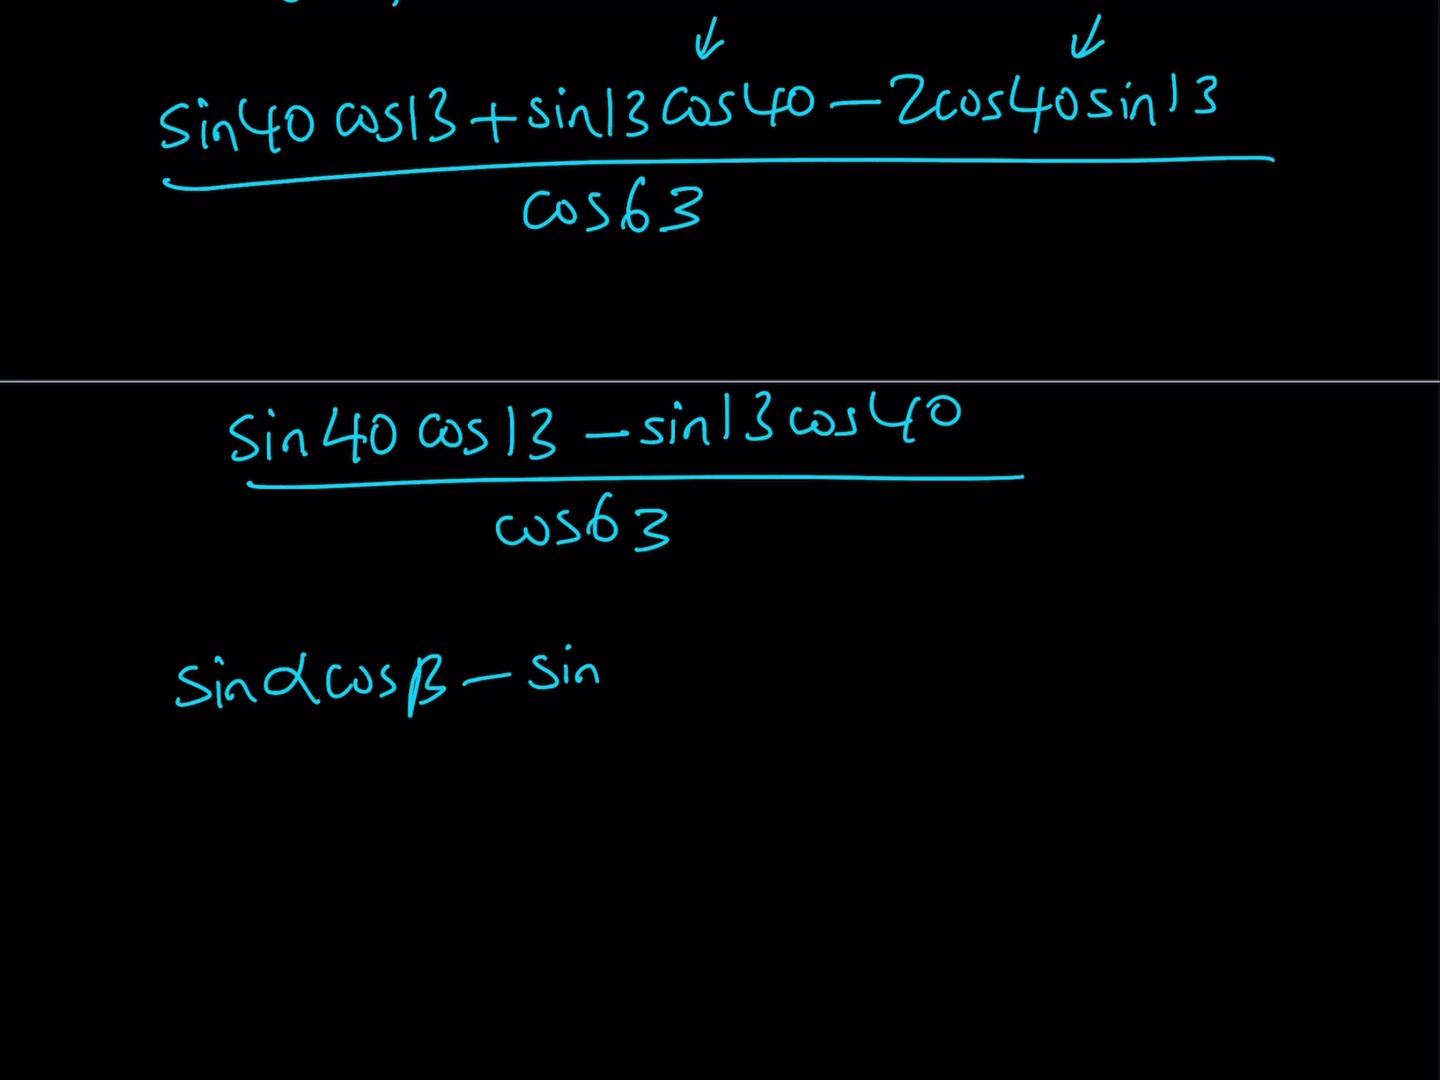 sin40 cos13 + sin13 cos40 - 2cos40 sin13
cos63
sin40 cos13 - sin13 cos40
cos63
sinα cosβ - sin